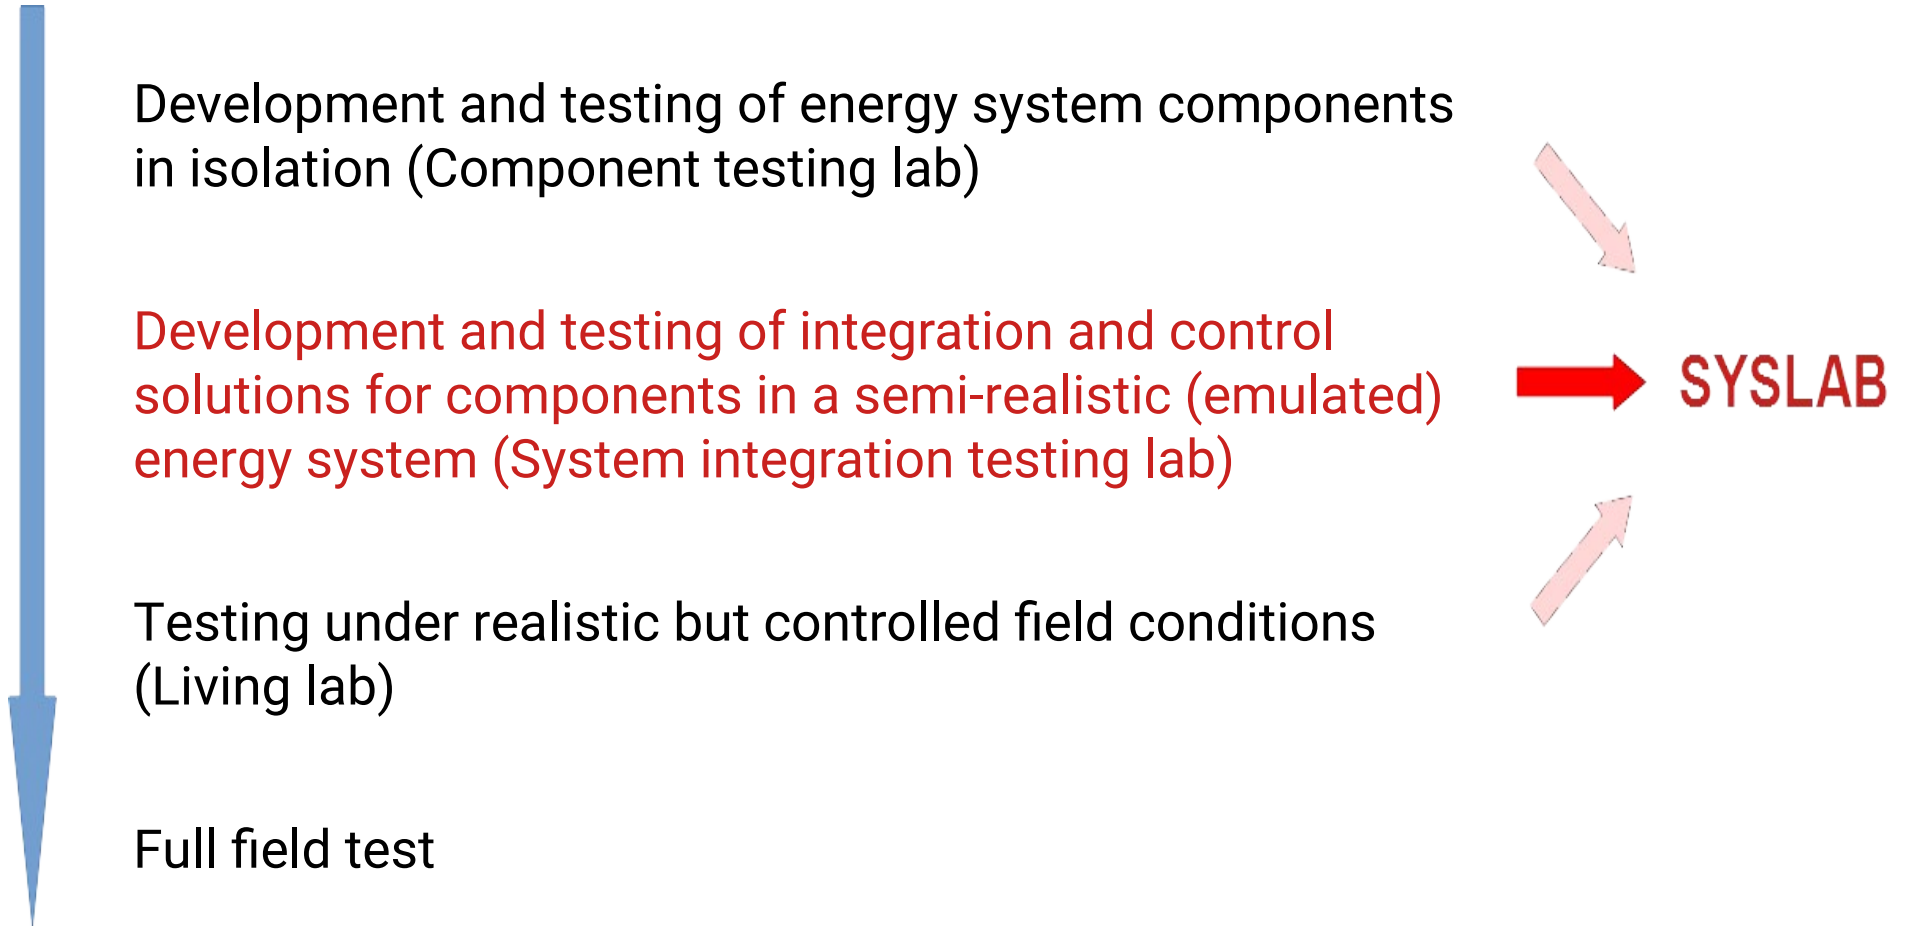 Development and testing of energy system components
in isolation (Component testing lab)
Development and testing of integration and control
solutions for components in a semi-realistic (emulated)
energy system (System integration testing lab)
SYSLAB
Testing under realistic but controlled field conditions
(Living lab)
Full field test